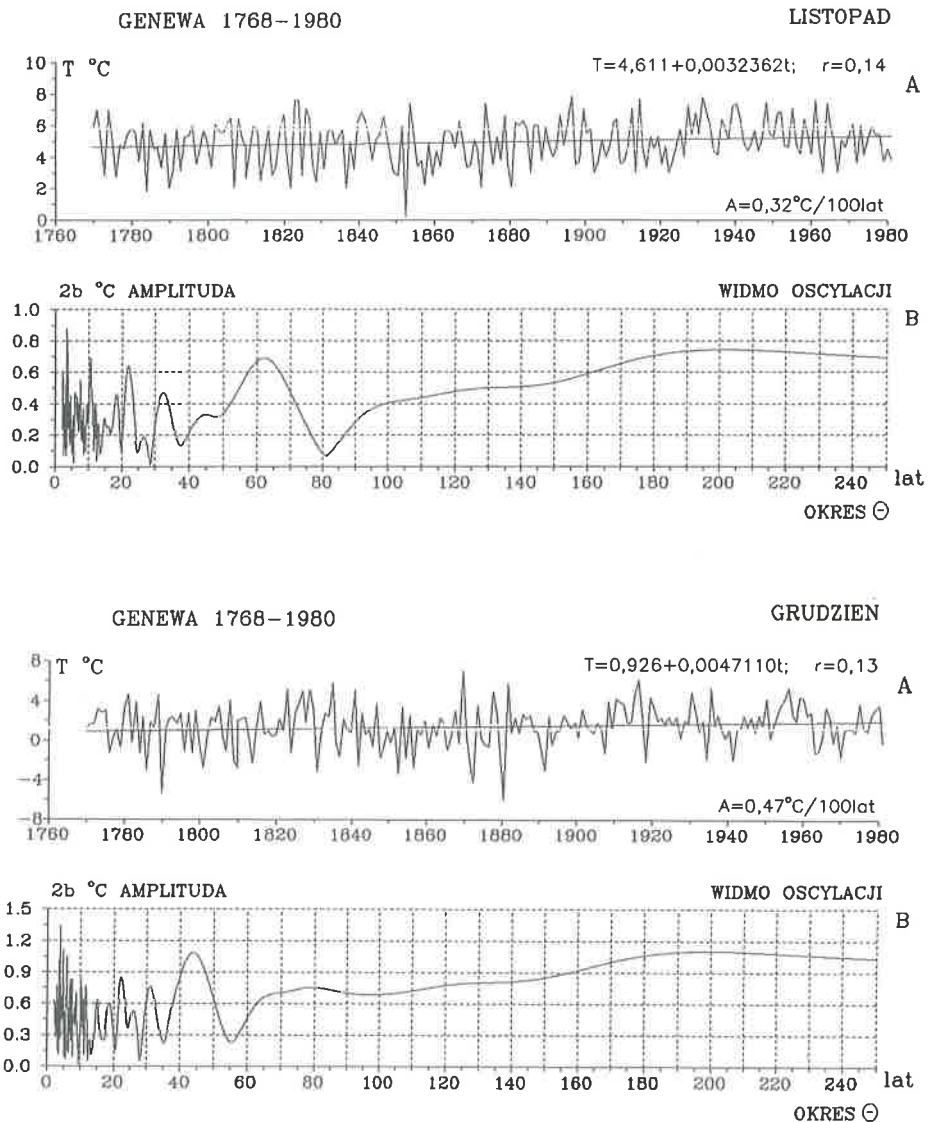 GENEWA 1768-1980
LISTOPAD
T °C
T=4,611+0,0032362t; r=0,14
A
10
8
6
4
2
0
A=0,32°C/100lat
1760 1780 1800 1820 1840 1860 1880 1900 1920 1940 1960 1980
2b °C AMPLITUDA
WIDMO OSCYLACJI
B
1.0
0.8
0.6
0.4
0.2
0.0
0 20 40 60 80 100 120 140 160 180 200 220 240 lat
OKRES Θ
GENEWA 1768-1980
GRUDZIEN
T °C
T=0,926+0,0047110t; r=0,13
A
8
4
0
-4
-8
A=0,47°C/100lat
1760 1780 1800 1820 1840 1860 1880 1900 1920 1940 1960 1980
2b °C AMPLITUDA
WIDMO OSCYLACJI
B
1.5
1.2
0.9
0.6
0.3
0.0
0 20 40 60 80 100 120 140 160 180 200 220 240 lat
OKRES Θ